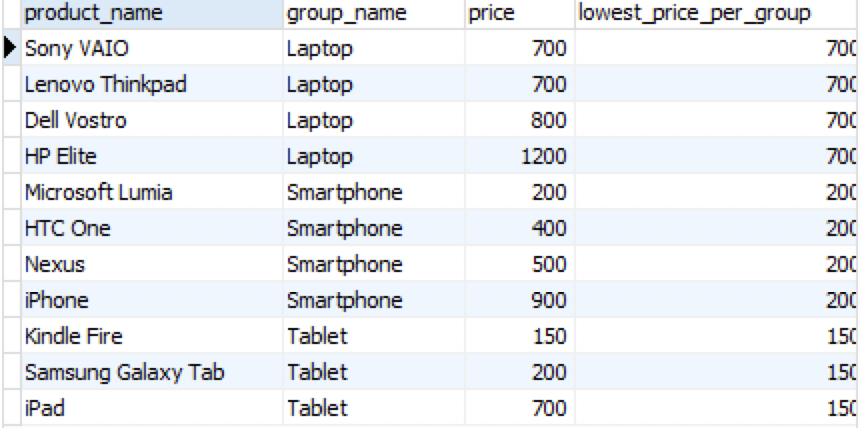 product_name group_name price lowest_price_per_group
Sony VAIO Laptop 700 700
Lenovo Thinkpad Laptop 700 700
Dell Vostro Laptop 800 700
HP Elite Laptop 1200 700
Microsoft Lumia Smartphone 200 200
HTC One Smartphone 400 200
Nexus Smartphone 500 200
iPhone Smartphone 900 200
Kindle Fire Tablet 150 150
Samsung Galaxy Tab Tablet 200 150
iPad Tablet 700 150